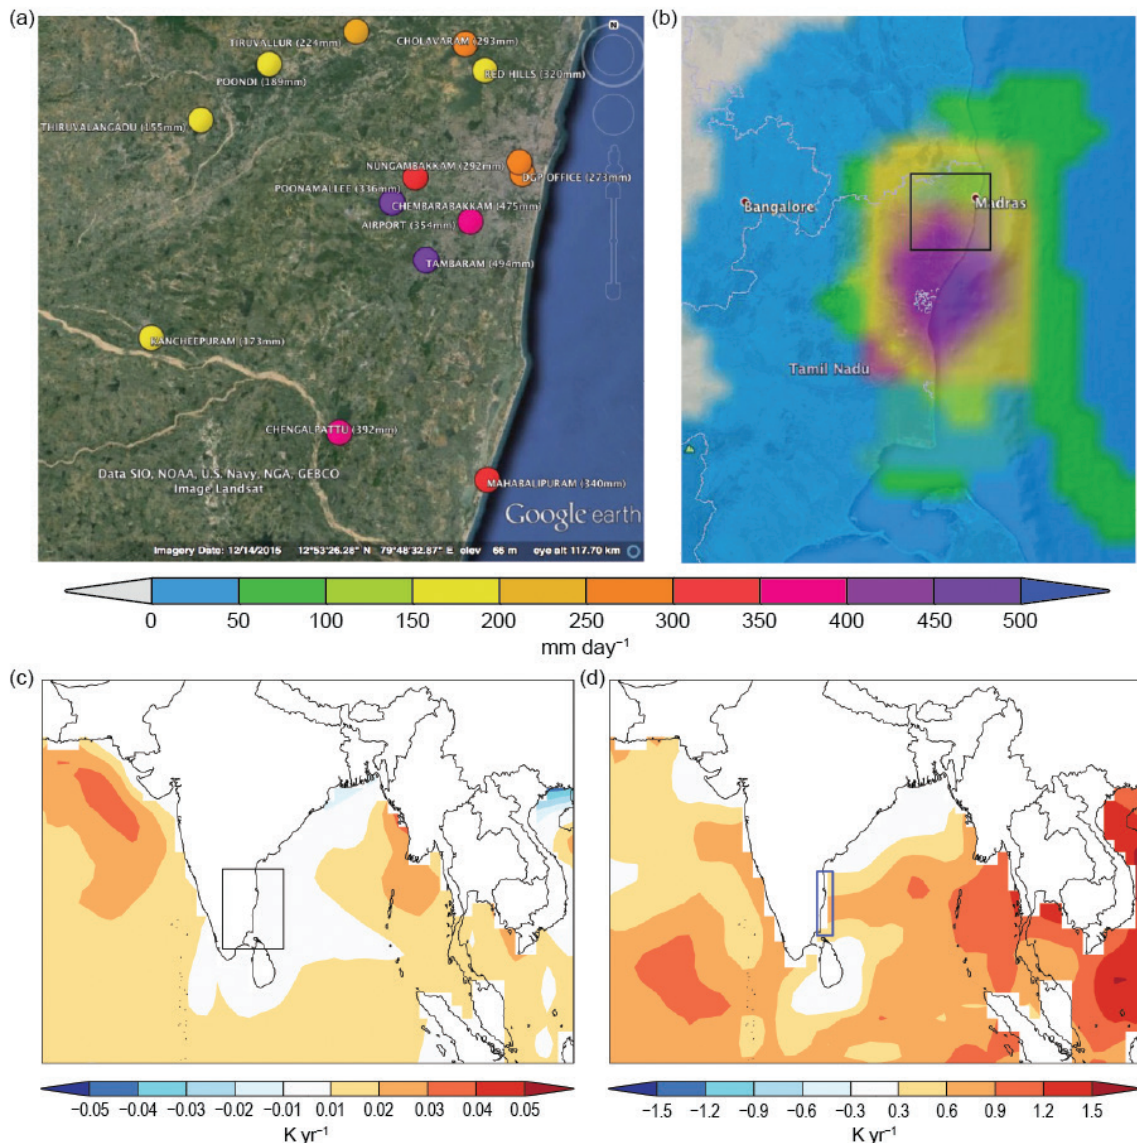 (a)
(b)
N
TIRUVALLUR (224mm)
CHOLAVARAM (293mm)
RED HILLS (320mm)
POONDI (189mm)
THIRUVALANGADU (155mm)
NUNGAMBAKKAM (292mm)
DGP OFFICE (273mm)
POONAMALLEE (336mm)
CHEMBARABAKKAM (475mm)
AIRPORT (354mm)
TAMBARAM (494mm)
KANCHEEPURAM (173mm)
CHENGALPATTU (392mm)
MAHABALIPURAM (340mm)
Data SIO, NOAA, U.S. Navy, NGA, GEBCO
Image Landsat
Google earth
Imagery Date: 12/14/2015 12°53'26.28" N 79°48'32.87" E elev 66 m eye alt 117.70 km
Bangalore
Madras
Tamil Nadu
0 50 100 150 200 250 300 350 400 450 500
mm day⁻¹
(c)
(d)
−0.05 −0.04 −0.03 −0.02 −0.01 0.01 0.02 0.03 0.04 0.05
K yr⁻¹
−1.5 −1.2 −0.9 −0.6 −0.3 0.3 0.6 0.9 1.2 1.5
K yr⁻¹